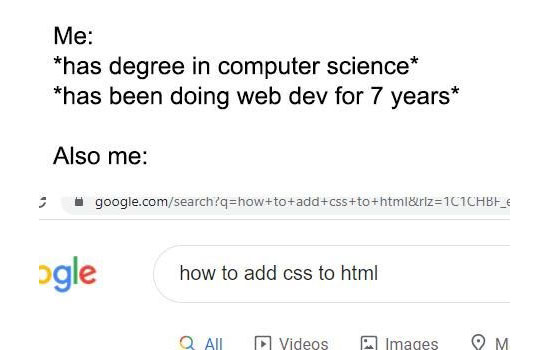 Me:
*has degree in computer science*
*has been doing web dev for 7 years*
Also me:
google.com/search?q=how+to+add+css+to+html&rlz=1C1CHBF_e
ogle
how to add css to html
All Videos Images M